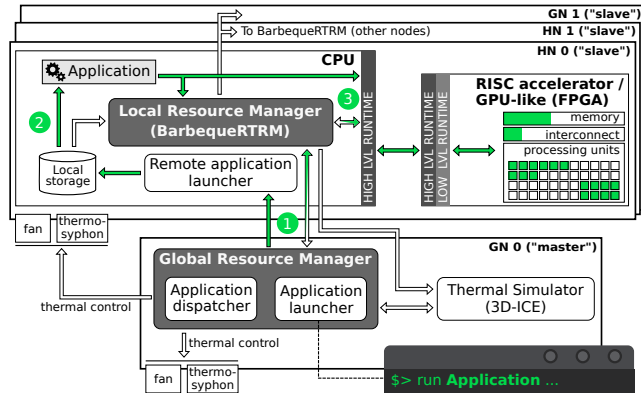 GN 1 ("slave")
To BarbequeRTRM (other nodes)
HN 1 ("slave")
HN 0 ("slave")
CPU
Application
2
3
Local Resource Manager
(BarbequeRTRM)
HIGH LVL RUNTIME
HIGH LVL RUNTIME
LOW LVL RUNTIME
RISC accelerator /
GPU-like (FPGA)
memory
interconnect
processing units
Local
storage
Remote application
launcher
fan
thermo-
syphon
1
GN 0 ("master")
Global Resource Manager
Application
dispatcher
Application
launcher
Thermal Simulator
(3D-ICE)
thermal control
thermal control
fan
thermo-
syphon
$> run Application ...